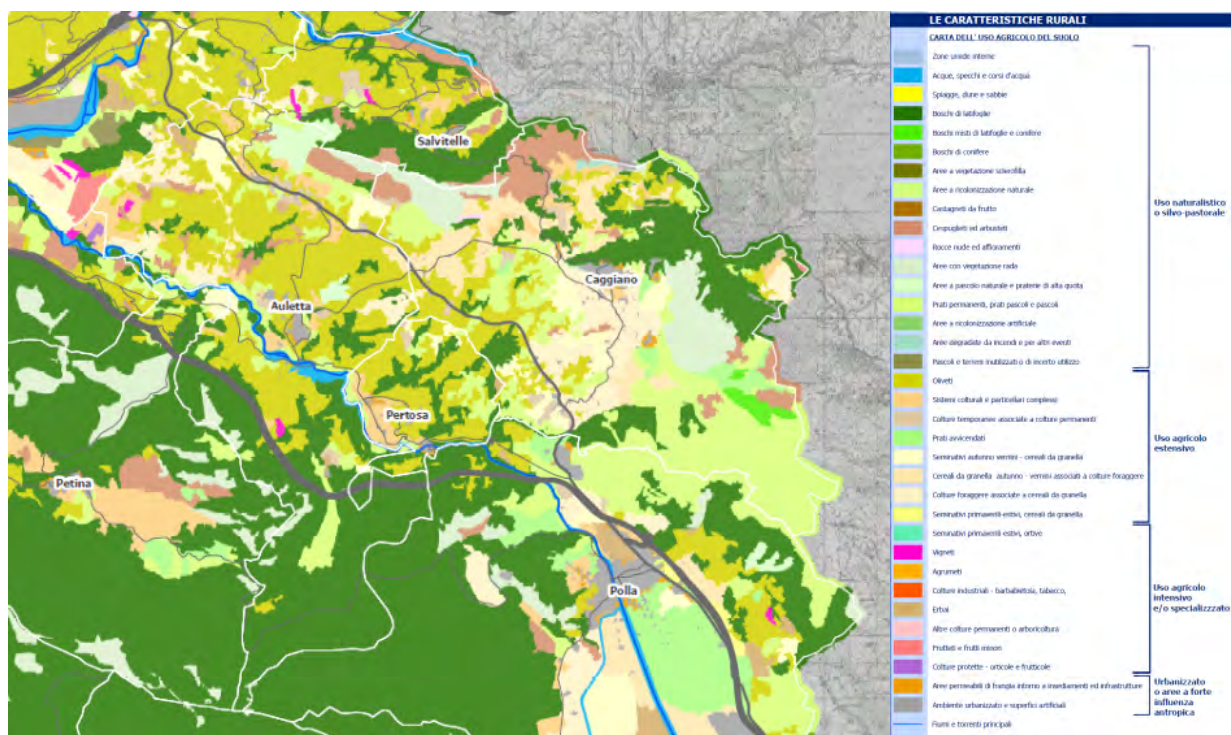 Salvitelle
Caggiano
Auletta
Pertosa
Petina
Polla
LE CARATTERISTICHE RURALI
CARTA DELL' USO AGRICOLO DEL SUOLO
Zone umide interne
Acque, specchi e corsi d'acqua
Spiagge, dune e sabbie
Boschi di latifoglie
Boschi misti di latifoglie e conifere
Boschi di conifere
Aree a vegetazione sclerofilla
Aree a ricolonizzazione naturale
Castagneti da frutto
Cespuglieti ed arbusteti
Rocce nude ed affioramenti
Aree con vegetazione rada
Aree a pascolo naturale e praterie di alta quota
Prati permanenti, prati pascoli e pascoli
Aree a ricolonizzazione artificiale
Aree degradate da incendi e per altri eventi
Pascoli e terreni inutilizzati o di incerto utilizzo
Uso naturalistico
o silvo-pastorale
Oliveti
Sistemi colturali e particellari complessi
Colture temporanee associate a colture permanenti
Prati avvicendati
Seminativi autunno vernini - cereali da granella
Cereali da granella autunno - vernini associati a colture foraggere
Colture foraggere associate a cereali da granella
Seminativi primaverili estivi, cereali da granella
Uso agricolo
estensivo
Seminativi primaverili estivi, ortive
Vigneti
Agrumeti
Colture industriali - barbabietola, tabacco,
Erbai
Altre colture permanenti o arboricoltura
Frutteti e frutti minori
Colture protette - orticole e frutticole
Uso agricolo
intensivo
e/o specializzzato
Aree permeabili di frangia intorno a insediamenti ed infrastrutture
Ambiente urbanizzato e superfici artificiali
Fiumi e torrenti principali
Urbanizzato
o aree a forte
influenza
antropica